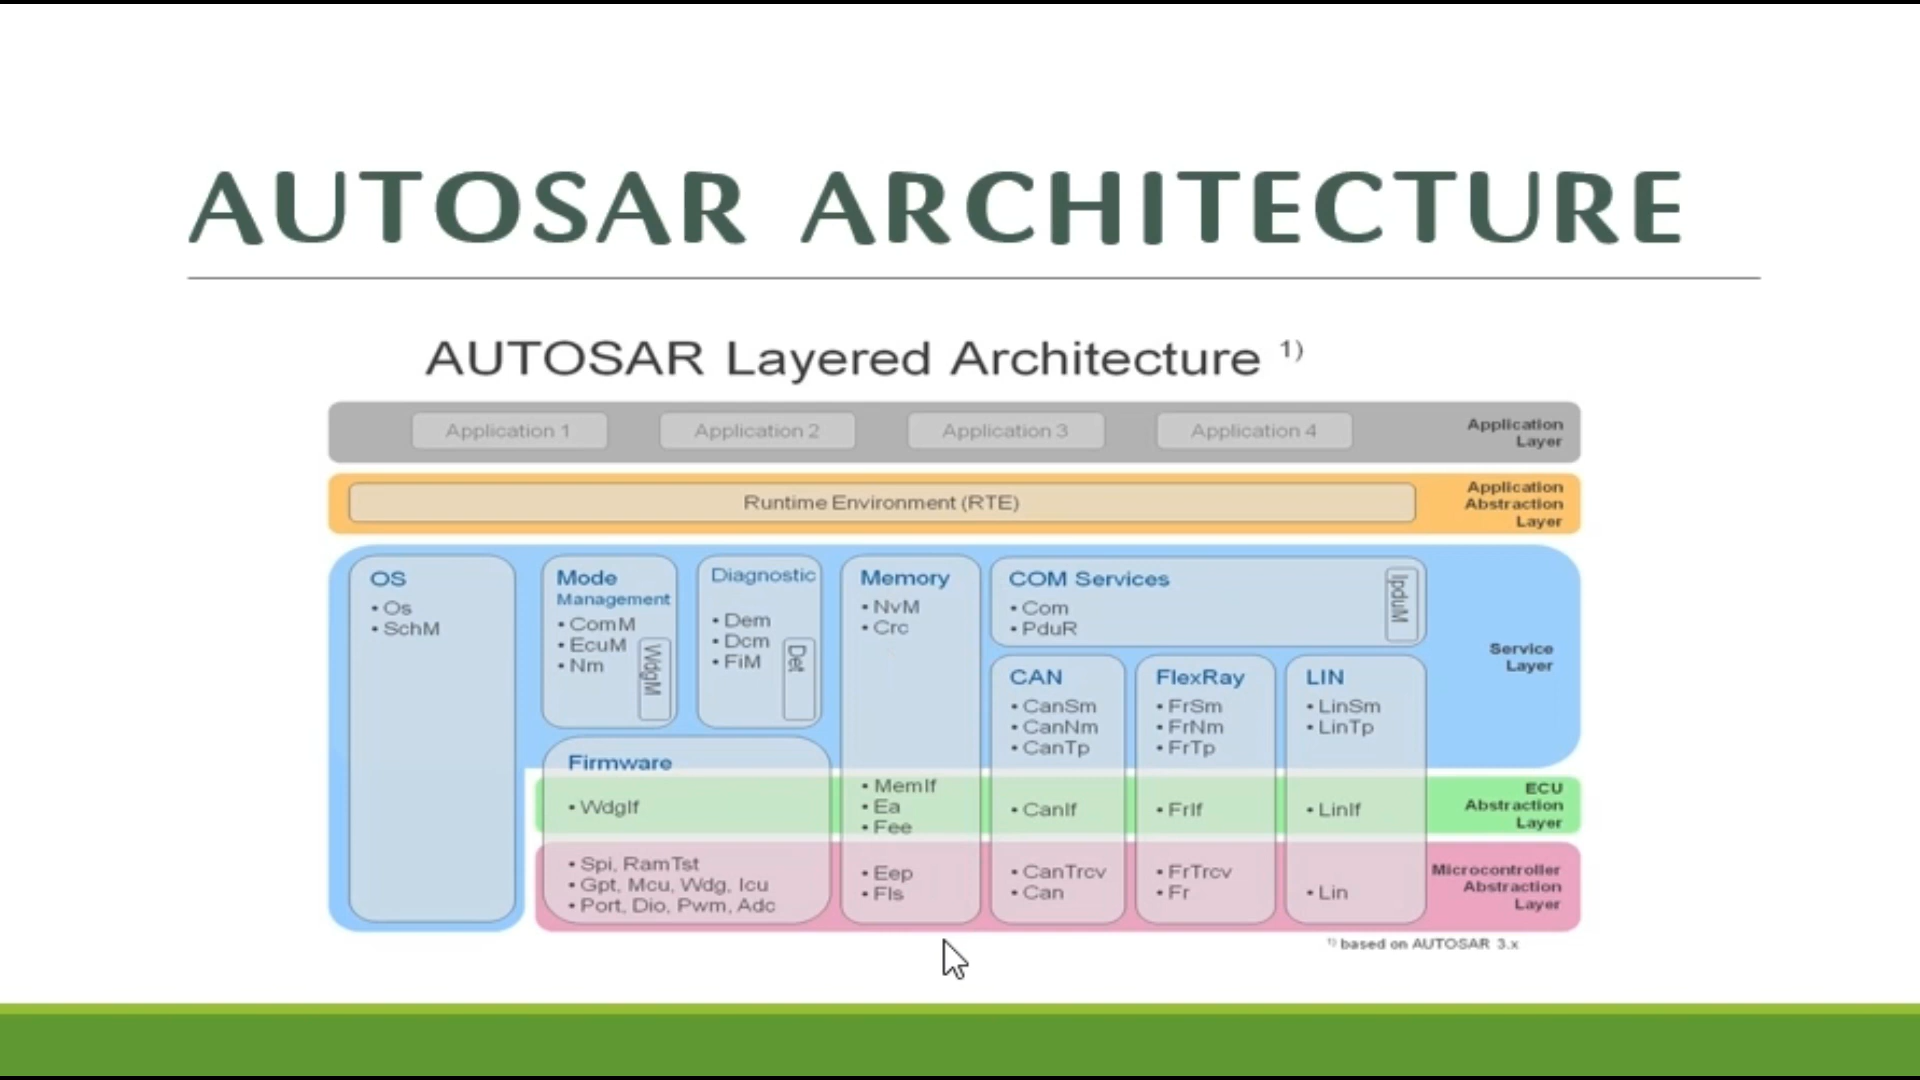 AUTOSAR ARCHITECTURE
AUTOSAR Layered Architecture 1)
Application 1
Application 2
Application 3
Application 4
Application
Layer
Runtime Environment (RTE)
Application
Abstraction
Layer
OS
• Os
• SchM
Mode
Management
• ComM
• EcuM
• Nm
WdgM
Diagnostic
• Dem
• Dcm
• FiM
Det
Memory
• NvM
• Crc
COM Services
• Com
• PduR
IpduM
CAN
• CanSm
• CanNm
• CanTp
FlexRay
• FrSm
• FrNm
• FrTp
LIN
• LinSm
• LinTp
Service
Layer
Firmware
• WdgIf
• MemIf
• Ea
• Fee
• CanIf
• FrIf
• LinIf
ECU
Abstraction
Layer
• Spi, RamTst
• Gpt, Mcu, Wdg, Icu
• Port, Dio, Pwm, Adc
• Eep
• Fls
• CanTrcv
• Can
• FrTrcv
• Fr
• Lin
Microcontroller
Abstraction
Layer
1) based on AUTOSAR 3.x